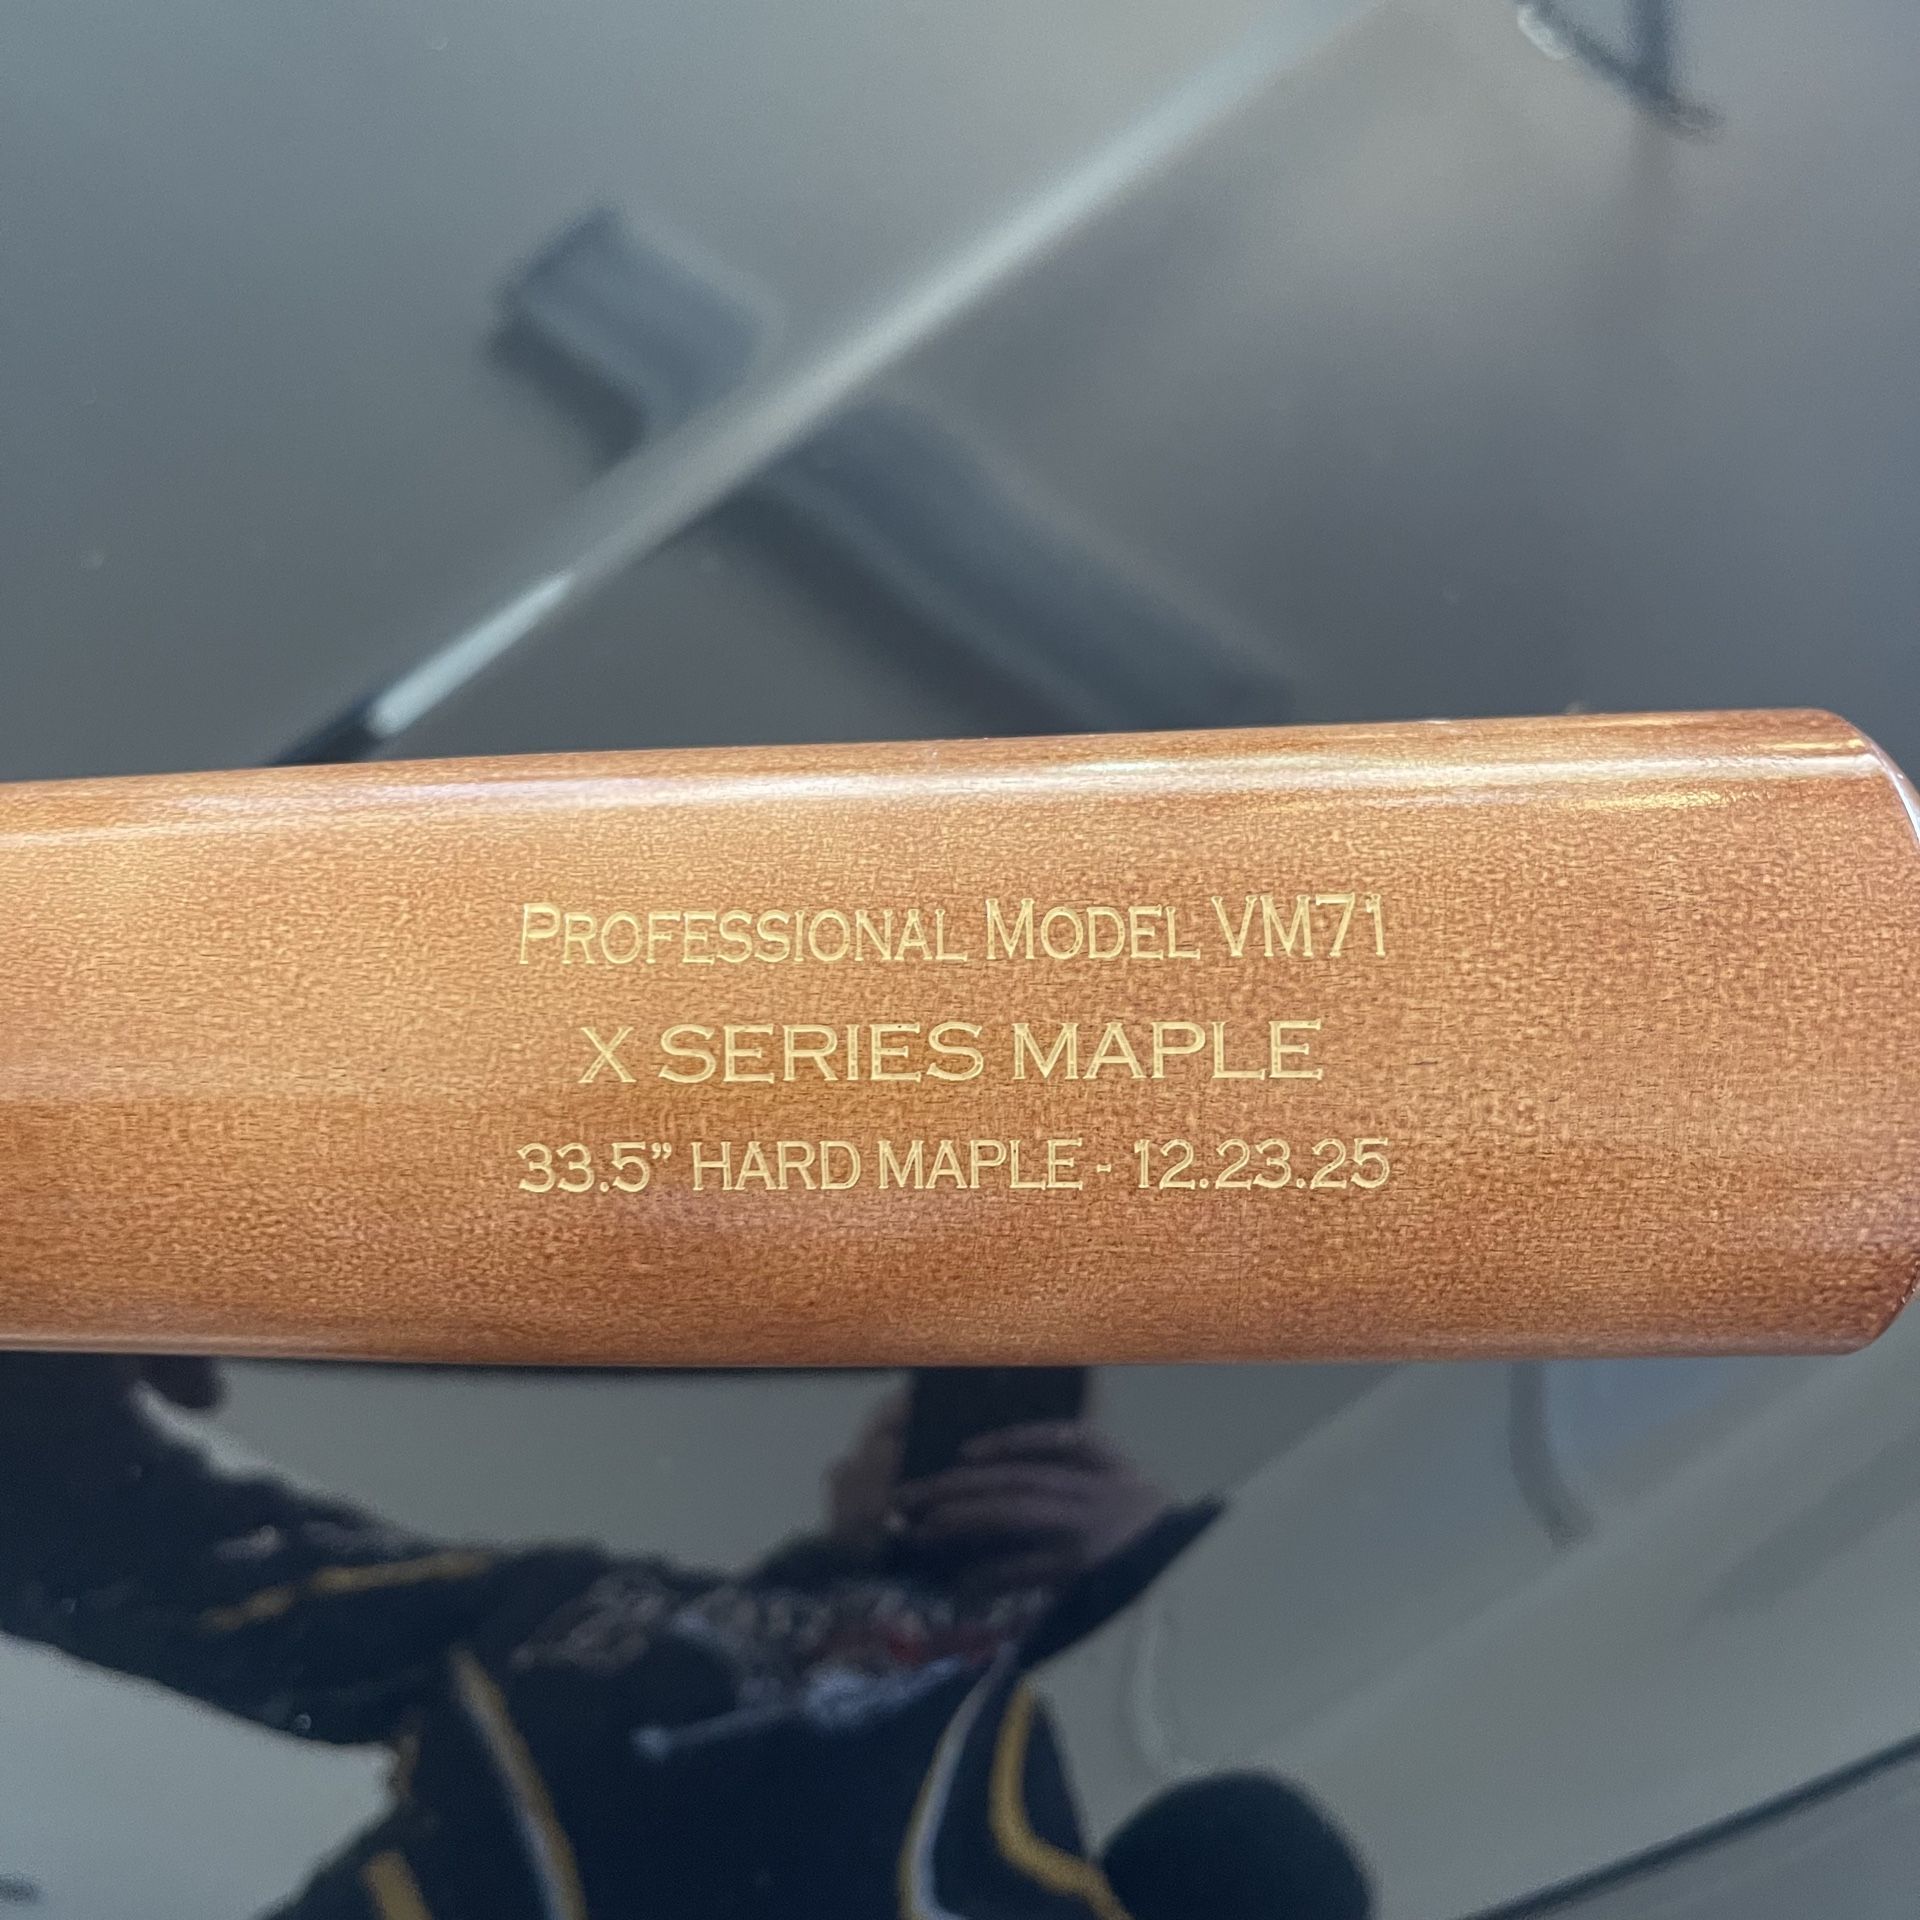 PROFESSIONAL MODEL VM71
X SERIES MAPLE
33.5” HARD MAPLE - 12.23.25